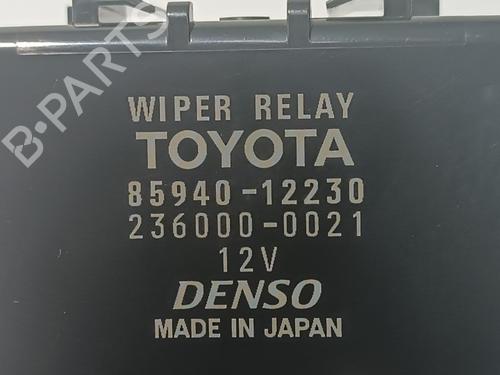 B-PARTS
WIPER RELAY
TOYOTA
85940-12230
236000-0021
12V
DENSO
MADE IN JAPAN